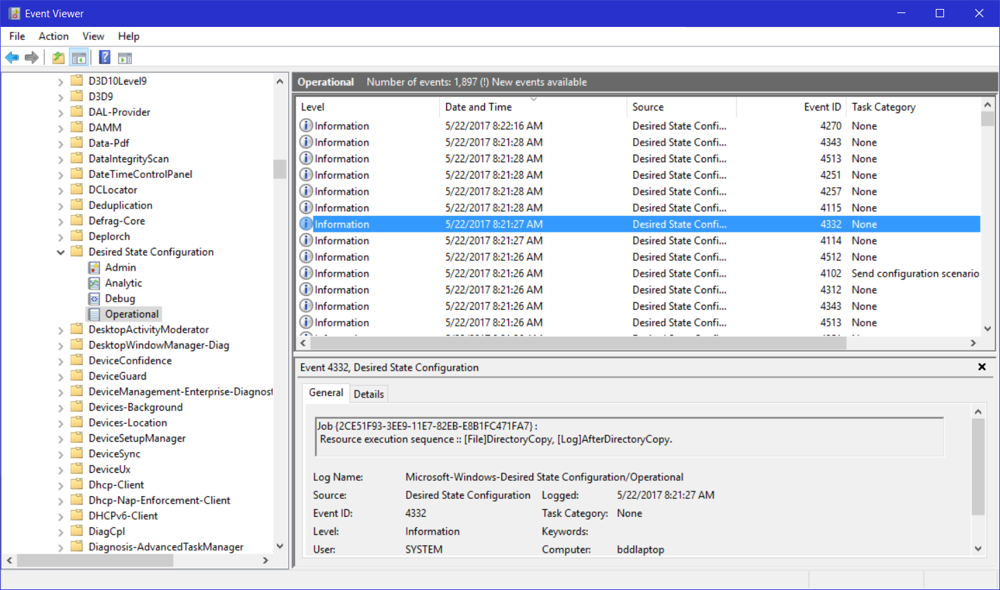 Event Viewer
File Action View Help
D3D10Level9
D3D9
DAL-Provider
DAMM
Data-Pdf
DataIntegrityScan
DateTimeControlPanel
DCLocator
Deduplication
Defrag-Core
Deplorch
Desired State Configuration
Admin
Analytic
Debug
Operational
DesktopActivityModerator
DesktopWindowManager-Diag
DeviceConfidence
DeviceGuard
DeviceManagement-Enterprise-Diagnost
Devices-Background
Devices-Location
DeviceSetupManager
DeviceSync
DeviceUx
Dhcp-Client
Dhcp-Nap-Enforcement-Client
DHCPv6-Client
DiagCpl
Diagnosis-AdvancedTaskManager
Operational Number of events: 1,897 (!) New events available
Level Date and Time Source Event ID Task Category
Information 5/22/2017 8:22:16 AM Desired State Confi... 4270 None
Information 5/22/2017 8:21:28 AM Desired State Confi... 4343 None
Information 5/22/2017 8:21:28 AM Desired State Confi... 4513 None
Information 5/22/2017 8:21:28 AM Desired State Confi... 4251 None
Information 5/22/2017 8:21:28 AM Desired State Confi... 4257 None
Information 5/22/2017 8:21:28 AM Desired State Confi... 4115 None
Information 5/22/2017 8:21:27 AM Desired State Confi... 4332 None
Information 5/22/2017 8:21:27 AM Desired State Confi... 4114 None
Information 5/22/2017 8:21:26 AM Desired State Confi... 4512 None
Information 5/22/2017 8:21:26 AM Desired State Confi... 4102 Send configuration scenario
Information 5/22/2017 8:21:26 AM Desired State Confi... 4312 None
Information 5/22/2017 8:21:26 AM Desired State Confi... 4343 None
Information 5/22/2017 8:21:26 AM Desired State Confi... 4513 None
Event 4332, Desired State Configuration
General Details
Job {2CE51F93-3EE9-11E7-82EB-E8B1FC471FA7} :
Resource execution sequence :: [File]DirectoryCopy, [Log]AfterDirectoryCopy.
Log Name: Microsoft-Windows-Desired State Configuration/Operational
Source: Desired State Configuration Logged: 5/22/2017 8:21:27 AM
Event ID: 4332 Task Category: None
Level: Information Keywords:
User: SYSTEM Computer: bddlaptop